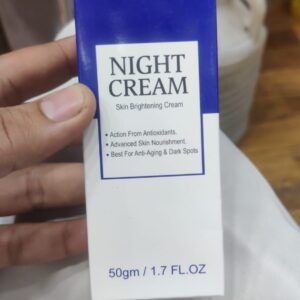 NIGHT
CREAM
Skin Brightening Cream
• Action From Antioxidants.
• Advanced Skin Nourishment.
• Best For Anti-Aging & Dark Spots
50gm / 1.7 FL.OZ